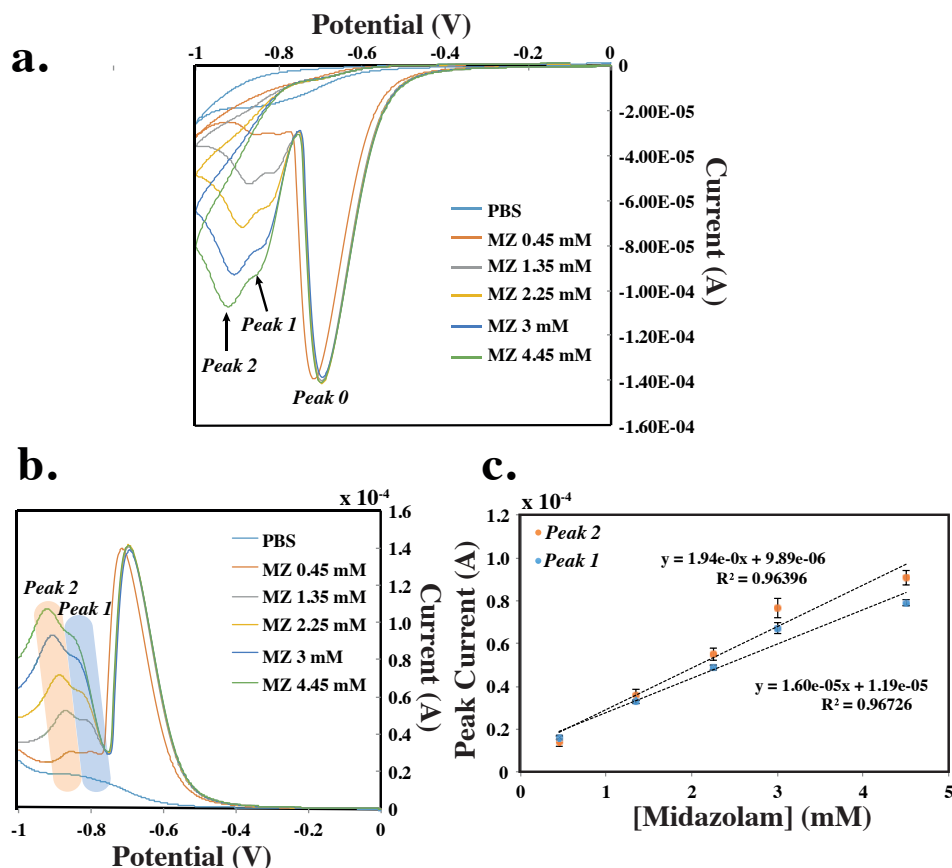 a.
Potential (V)
-1 -0.8 -0.6 -0.4 -0.2 0
0
-2.00E-05
-4.00E-05
-6.00E-05
-8.00E-05
-1.00E-04
-1.20E-04
-1.40E-04
-1.60E-04
Current (A)
PBS
MZ 0.45 mM
MZ 1.35 mM
MZ 2.25 mM
MZ 3 mM
MZ 4.45 mM
Peak 1
Peak 2
Peak 0
b.
x 10-4
1.6
1.4
1.2
1.0
0.8
0.6
0.4
0.2
0
Current (A)
PBS
MZ 0.45 mM
MZ 1.35 mM
MZ 2.25 mM
MZ 3 mM
MZ 4.45 mM
Peak 2
Peak 1
-1 -0.8 -0.6 -0.4 -0.2 0
Potential (V)
c.
x 10-4
1.2
1
0.8
0.6
0.4
0.2
0
Peak Current (A)
Peak 2
Peak 1
y = 1.94e-0x + 9.89e-06
R² = 0.96396
y = 1.60e-05x + 1.19e-05
R² = 0.96726
0 1 2 3 4 5
[Midazolam] (mM)